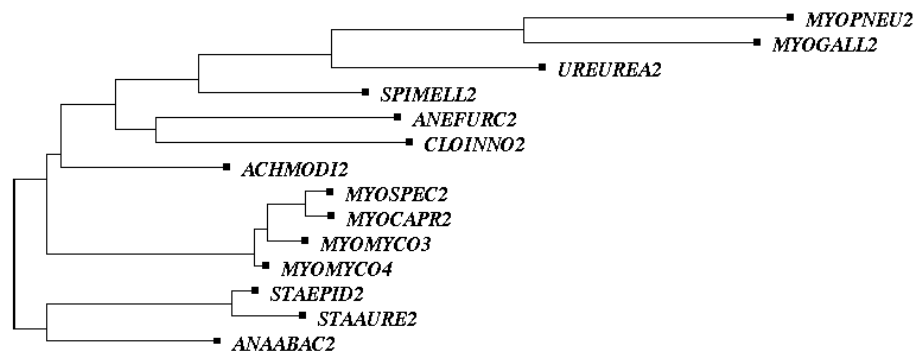 MYOPNEU2
MYOGALL2
UREUREA2
SPIMELL2
ANEFURC2
CLOINNO2
ACHMODI2
MYOSPEC2
MYOCAPR2
MYOMYCO3
MYOMYCO4
STAEPID2
STAAURE2
ANAABAC2